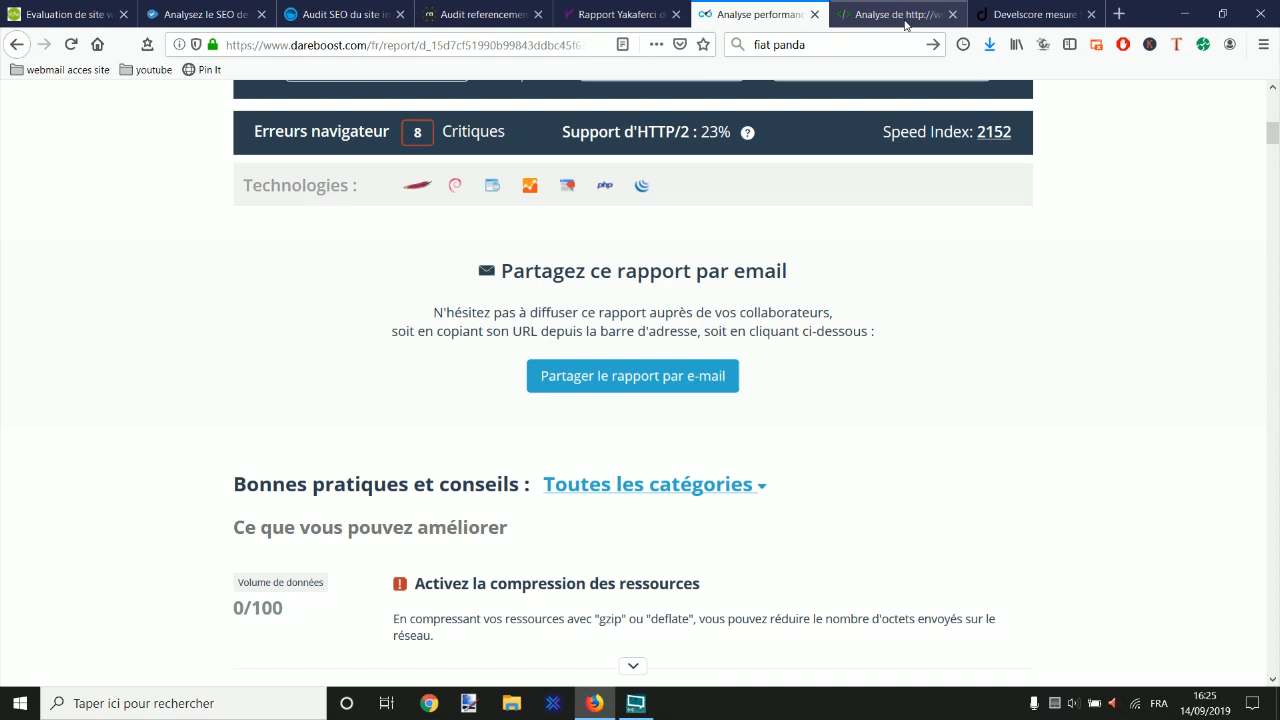 Evaluation de votre w
Analysez le SEO de
Audit SEO du site in
Audit referencemen
Rapport Yakaferci de
Analyse performanc
Analyse de http://wo
Develscore mesure
https://www.dareboost.com/fr/report/d_15d7cf51990b99843ddbc45f6
fiat panda
webmail acces site
youtube
Pin It
Erreurs navigateur 8 Critiques
Support d'HTTP/2 : 23% ?
Speed Index: 2152
Technologies :
php
Partagez ce rapport par email
N'hésitez pas à diffuser ce rapport auprès de vos collaborateurs,
soit en copiant son URL depuis la barre d'adresse, soit en cliquant ci-dessous :
Partager le rapport par e-mail
Bonnes pratiques et conseils : Toutes les catégories
Ce que vous pouvez améliorer
Volume de données
0/100
Activez la compression des ressources
En compressant vos ressources avec "gzip" ou "deflate", vous pouvez réduire le nombre d'octets envoyés sur le
réseau.
Taper ici pour rechercher
FRA
16:25
14/09/2019